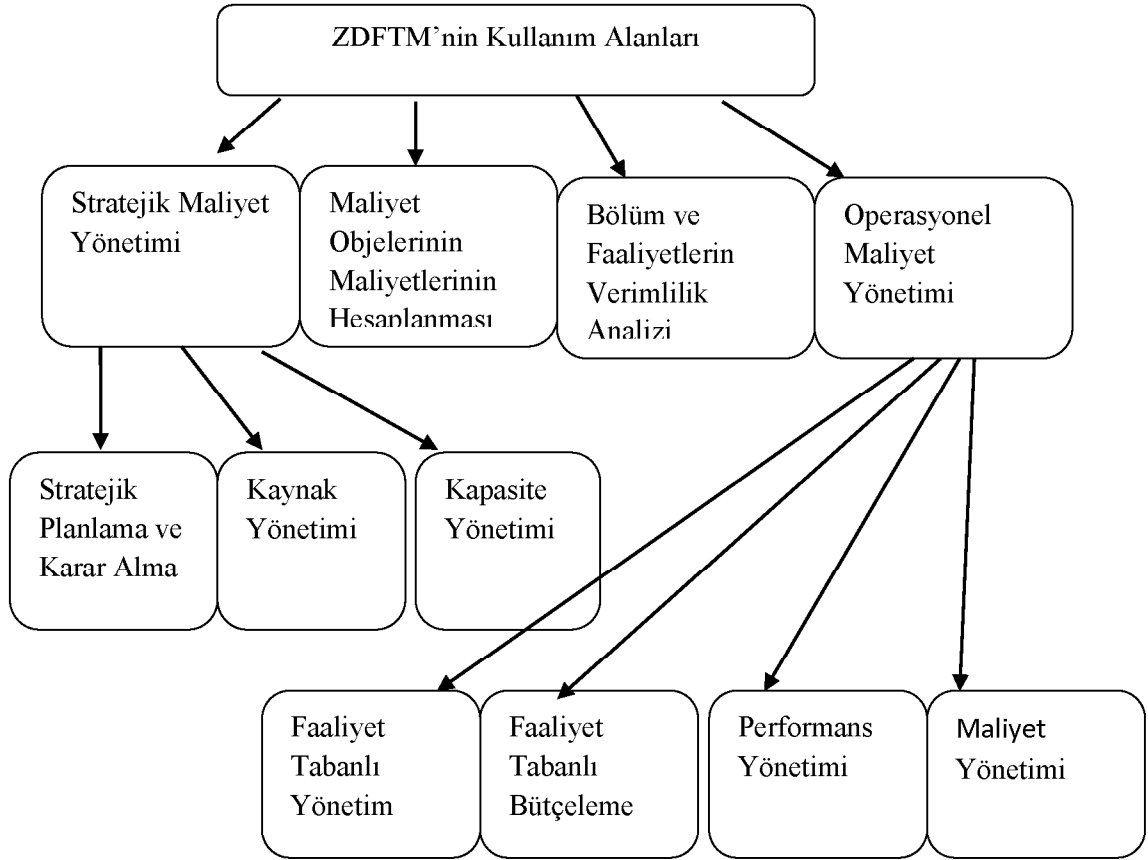 ZDFTM’nin Kullanım Alanları
Stratejik Maliyet
Yönetimi
Maliyet
Objelerinin
Maliyetlerinin
Hesaplanması
Bölüm ve
Faaliyetlerin
Verimlilik
Analizi
Operasyonel
Maliyet
Yönetimi
Stratejik
Planlama ve
Karar Alma
Kaynak
Yönetimi
Kapasite
Yönetimi
Faaliyet
Tabanlı
Yönetim
Faaliyet
Tabanlı
Bütçeleme
Performans
Yönetimi
Maliyet
Yönetimi